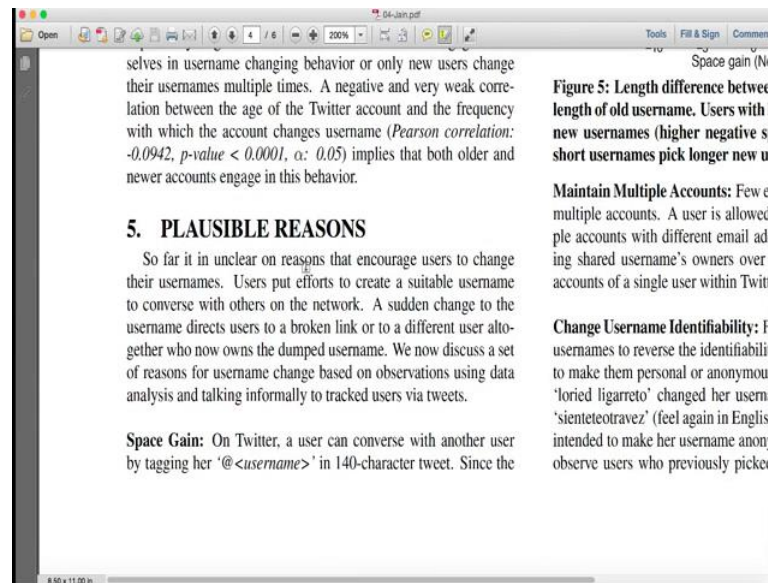 04-Jain.pdf
Open
4 / 6
200%
Tools
Fill & Sign
Commen
selves in username changing behavior or only new users change
their usernames multiple times. A negative and very weak corre-
lation between the age of the Twitter account and the frequency
with which the account changes username (Pearson correlation:
-0.0942, p-value < 0.0001, α: 0.05) implies that both older and
newer accounts engage in this behavior.
5. PLAUSIBLE REASONS
So far it in unclear on reasons that encourage users to change
their usernames. Users put efforts to create a suitable username
to converse with others on the network. A sudden change to the
username directs users to a broken link or to a different user alto-
gether who now owns the dumped username. We now discuss a set
of reasons for username change based on observations using data
analysis and talking informally to tracked users via tweets.
Space Gain: On Twitter, a user can converse with another user
by tagging her '@<username>' in 140-character tweet. Since the
Space gain (N
Figure 5: Length difference betwee
length of old username. Users with
new usernames (higher negative s
short usernames pick longer new u
Maintain Multiple Accounts: Few e
multiple accounts. A user is allowed
ple accounts with different email ad
ing shared username's owners over
accounts of a single user within Twit
Change Username Identifiability: F
usernames to reverse the identifiabili
to make them personal or anonymou
'loried ligarreto' changed her usern
'sienteteotravez' (feel again in Englis
intended to make her username anony
observe users who previously picked
8.50 x 11.00 in